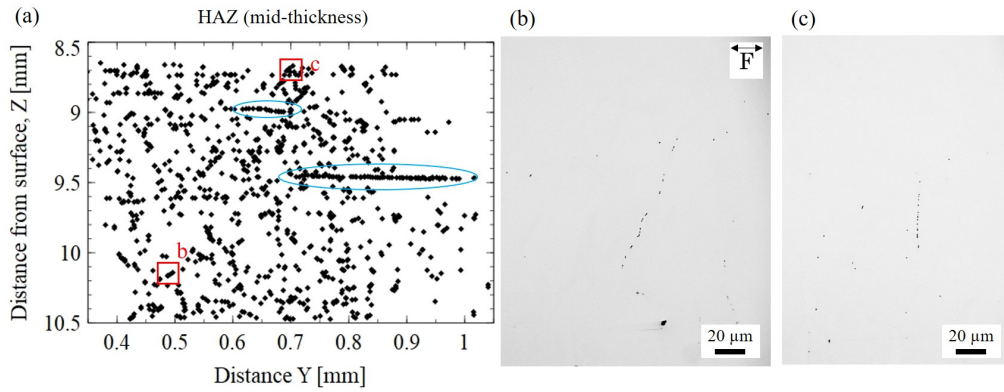 (a)
HAZ (mid-thickness)
8.5
9
9.5
10
10.5
Distance from surface, Z [mm]
0.4 0.5 0.6 0.7 0.8 0.9 1
Distance Y [mm]
c
b
(b)
F
20 µm
(c)
20 µm